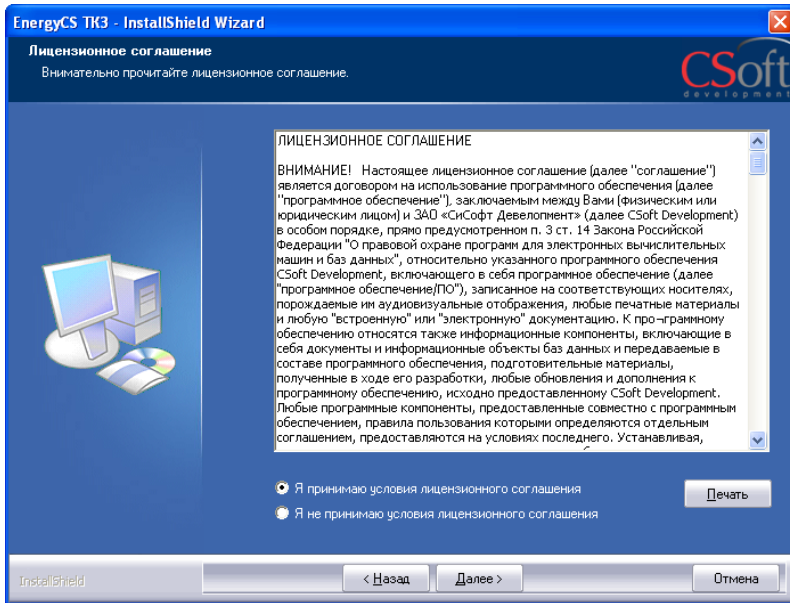 EnergyCS ТКЗ - InstallShield Wizard
Лицензионное соглашение
Внимательно прочитайте лицензионное соглашение.
CSoft
development
ЛИЦЕНЗИОННОЕ СОГЛАШЕНИЕ
ВНИМАНИЕ! Настоящее лицензионное соглашение (далее "соглашение")
является договором на использование программного обеспечения (далее
"программное обеспечение"), заключаемым между Вами (физическим или
юридическим лицом) и ЗАО «СиСофт Девелопмент» (далее CSoft Development)
в особом порядке, прямо предусмотренном п. 3 ст. 14 Закона Российской
Федерации "О правовой охране программ для электронных вычислительных
машин и баз данных", относительно указанного программного обеспечения
CSoft Development, включающего в себя программное обеспечение (далее
"программное обеспечение/ПО"), записанное на соответствующих носителях,
порождаемые им аудиовизуальные отображения, любые печатные материалы
и любую "встроенную" или "электронную" документацию. К про¬граммному
обеспечению относятся также информационные компоненты, включающие в
себя документы и информационные объекты баз данных и передаваемые в
составе программного обеспечения, подготовительные материалы,
полученные в ходе его разработки, любые обновления и дополнения к
программному обеспечению, исходно предоставленному CSoft Development.
Любые программные компоненты, предоставленные совместно с программным
обеспечением, правила пользования которыми определяются отдельным
соглашением, предоставляются на условиях последнего. Устанавливая,
Я принимаю условия лицензионного соглашения
Я не принимаю условия лицензионного соглашения
Печать
InstallShield
< Назад
Далее >
Отмена